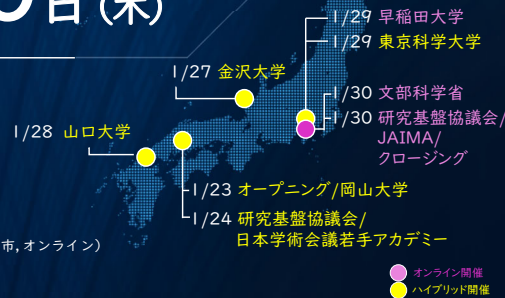 日(木)
1/29 早稲田大学
1/29 東京科学大学
1/27 金沢大学
1/30 文部科学省
1/30 研究基盤協議会/
JAIMA/
クロージング
1/28 山口大学
1/23 オープニング/岡山大学
1/24 研究基盤協議会/
日本学術会議若手アカデミー
市,オンライン)
オンライン開催
ハイブリッド開催